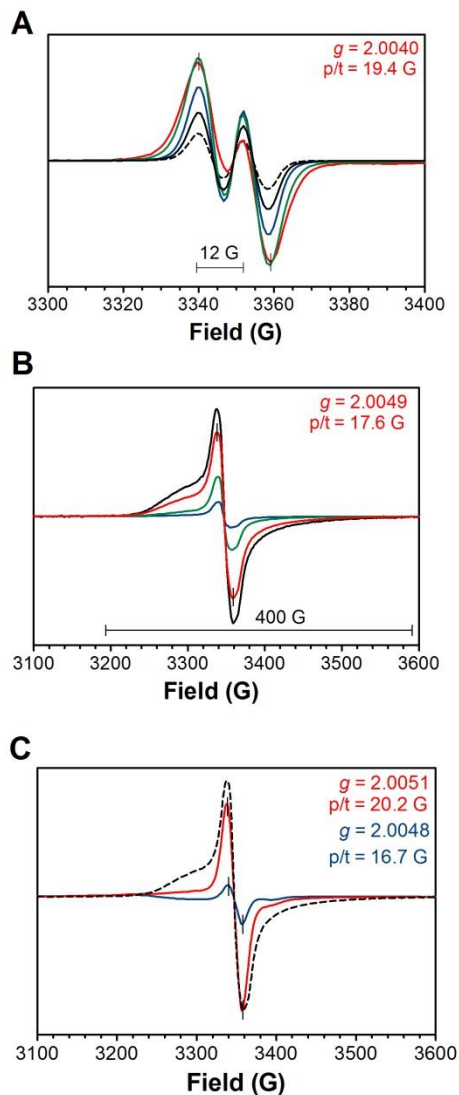 A
g = 2.0040
p/t = 19.4 G
12 G
3300 3320 3340 3360 3380 3400
Field (G)
B
g = 2.0049
p/t = 17.6 G
400 G
3100 3200 3300 3400 3500 3600
Field (G)
C
g = 2.0051
p/t = 20.2 G
g = 2.0048
p/t = 16.7 G
3100 3200 3300 3400 3500 3600
Field (G)